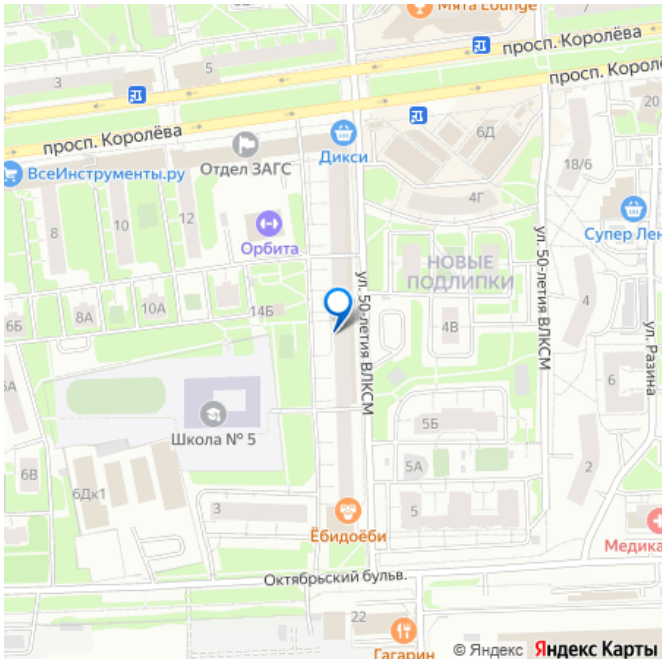 Мята Lounge
7
просп. Королёва
просп. Королё
3
5
20
просп. Королёва
6Д
Дикси
Отдел ЗАГС
18/6
ВсеИнструменты.ру
4Г
12
10
8
Супер Лен
Орбита
ул. 50-летия ВЛКСМ
НОВЫЕ
ПОДЛИПКИ
ул. 50-летия ВЛКСМ
4
14Б
10А
8А
6Б
4В
ул. Разина
6
5А
Школа № 5
5Б
5А
2
6В
6Дк1
3
5
Ёбидоёби
Медика
Октябрьский бульв.
22
Гагарин
© Яндекс Яндекс Карты